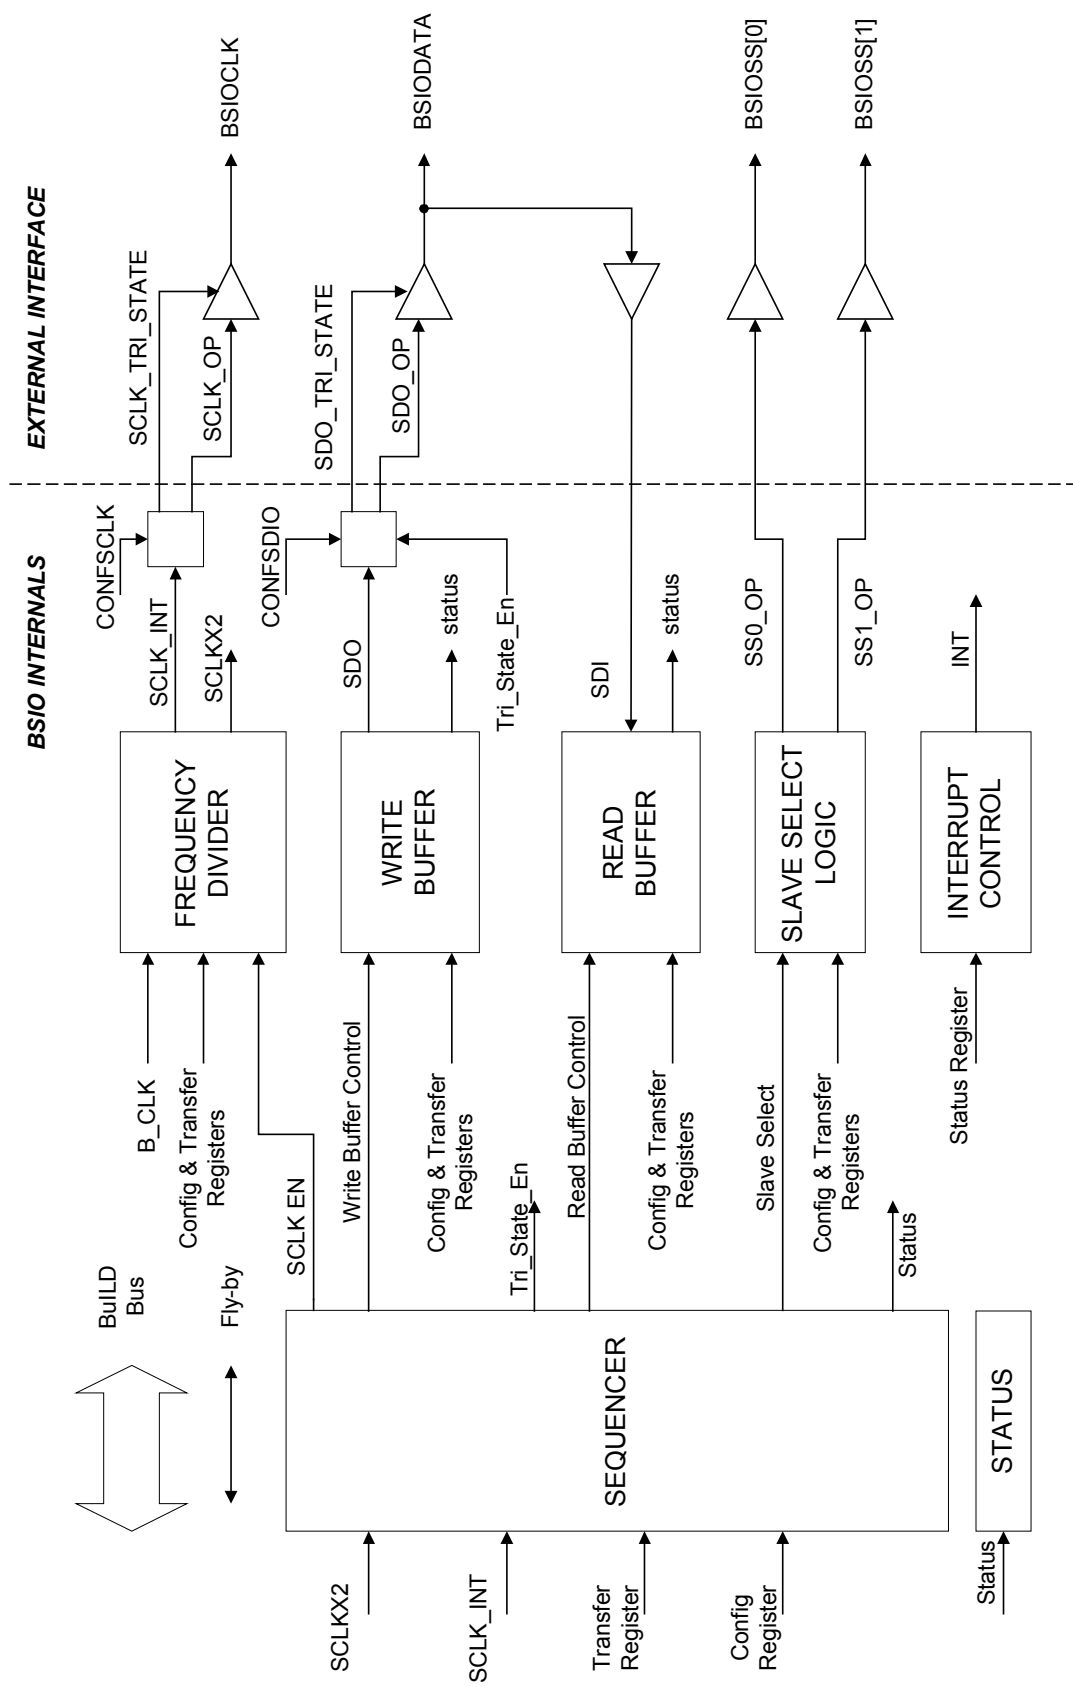 BSIO INTERNALS
EXTERNAL INTERFACE
BuILD
Bus
Fly-by
B_CLK
Config & Transfer
Registers
SCLK EN
FREQUENCY
DIVIDER
SCLK_INT
SCLKX2
CONFSCLK
SCLK_TRI_STATE
SCLK_OP
BSIOCLK
Write Buffer Control
Config & Transfer
Registers
WRITE
BUFFER
SDO
status
CONFSDIO
Tri_State_En
SDO_TRI_STATE
SDO_OP
BSIODATA
SCLKX2
SCLK_INT
Transfer
Register
Config
Register
SEQUENCER
Tri_State_En
Read Buffer Control
Config & Transfer
Registers
READ
BUFFER
SDI
status
Slave Select
Config & Transfer
Registers
SLAVE SELECT
LOGIC
SS0_OP
SS1_OP
BSIOSS[0]
BSIOSS[1]
Status
Status
STATUS
Status Register
INTERRUPT
CONTROL
INT